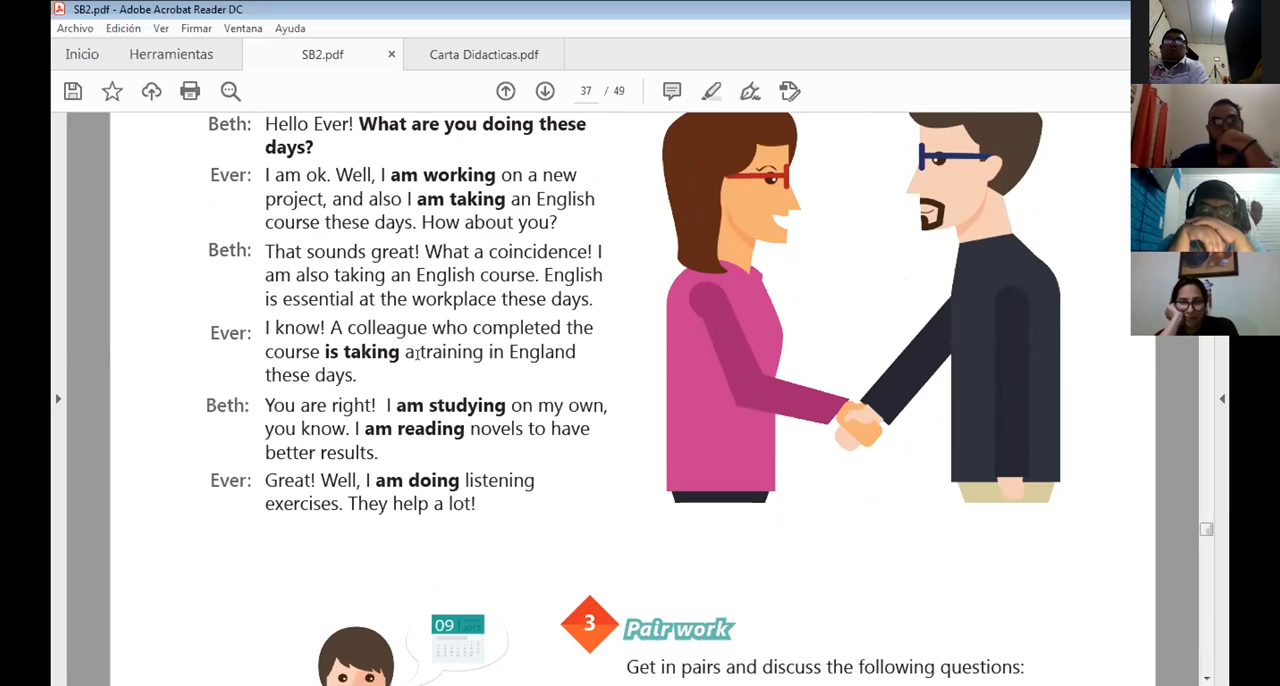 SB2.pdf - Adobe Acrobat Reader DC
Archivo Edición Ver Firmar Ventana Ayuda
Inicio Herramientas SB2.pdf × Carta Didacticas.pdf
37 / 49
Beth: Hello Ever! What are you doing these
days?
Ever: I am ok. Well, I am working on a new
project, and also I am taking an English
course these days. How about you?
Beth: That sounds great! What a coincidence! I
am also taking an English course. English
is essential at the workplace these days.
Ever: I know! A colleague who completed the
course is taking a training in England
these days.
Beth: You are right! I am studying on my own,
you know. I am reading novels to have
better results.
Ever: Great! Well, I am doing listening
exercises. They help a lot!
09
3 Pair work
Get in pairs and discuss the following questions: